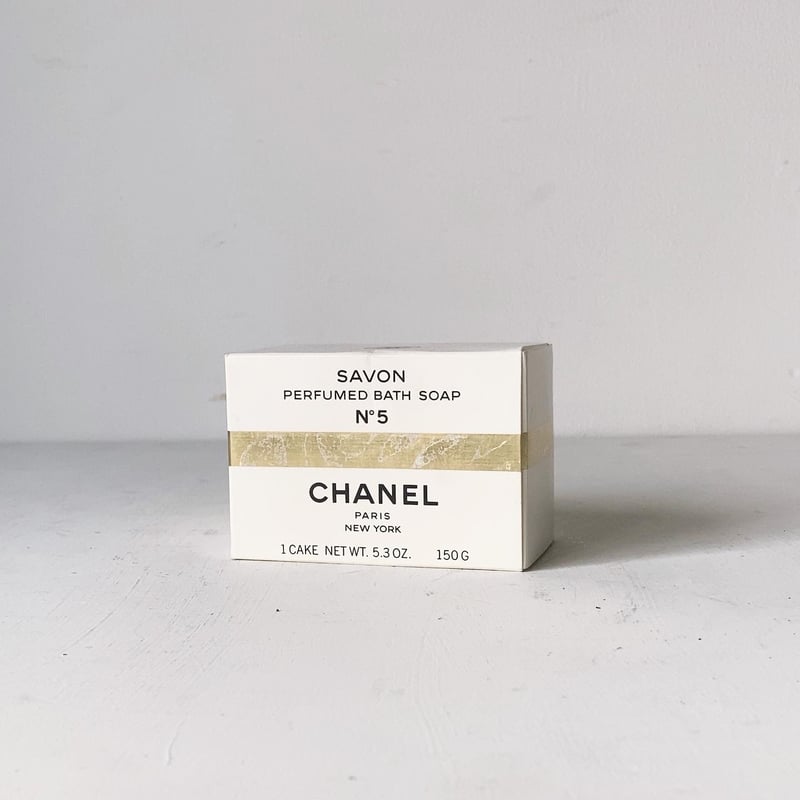 SAVON
PERFUMED BATH SOAP
N°5
CHANEL
PARIS
NEW YORK
1 CAKE NET WT. 5.3 OZ. 150 G